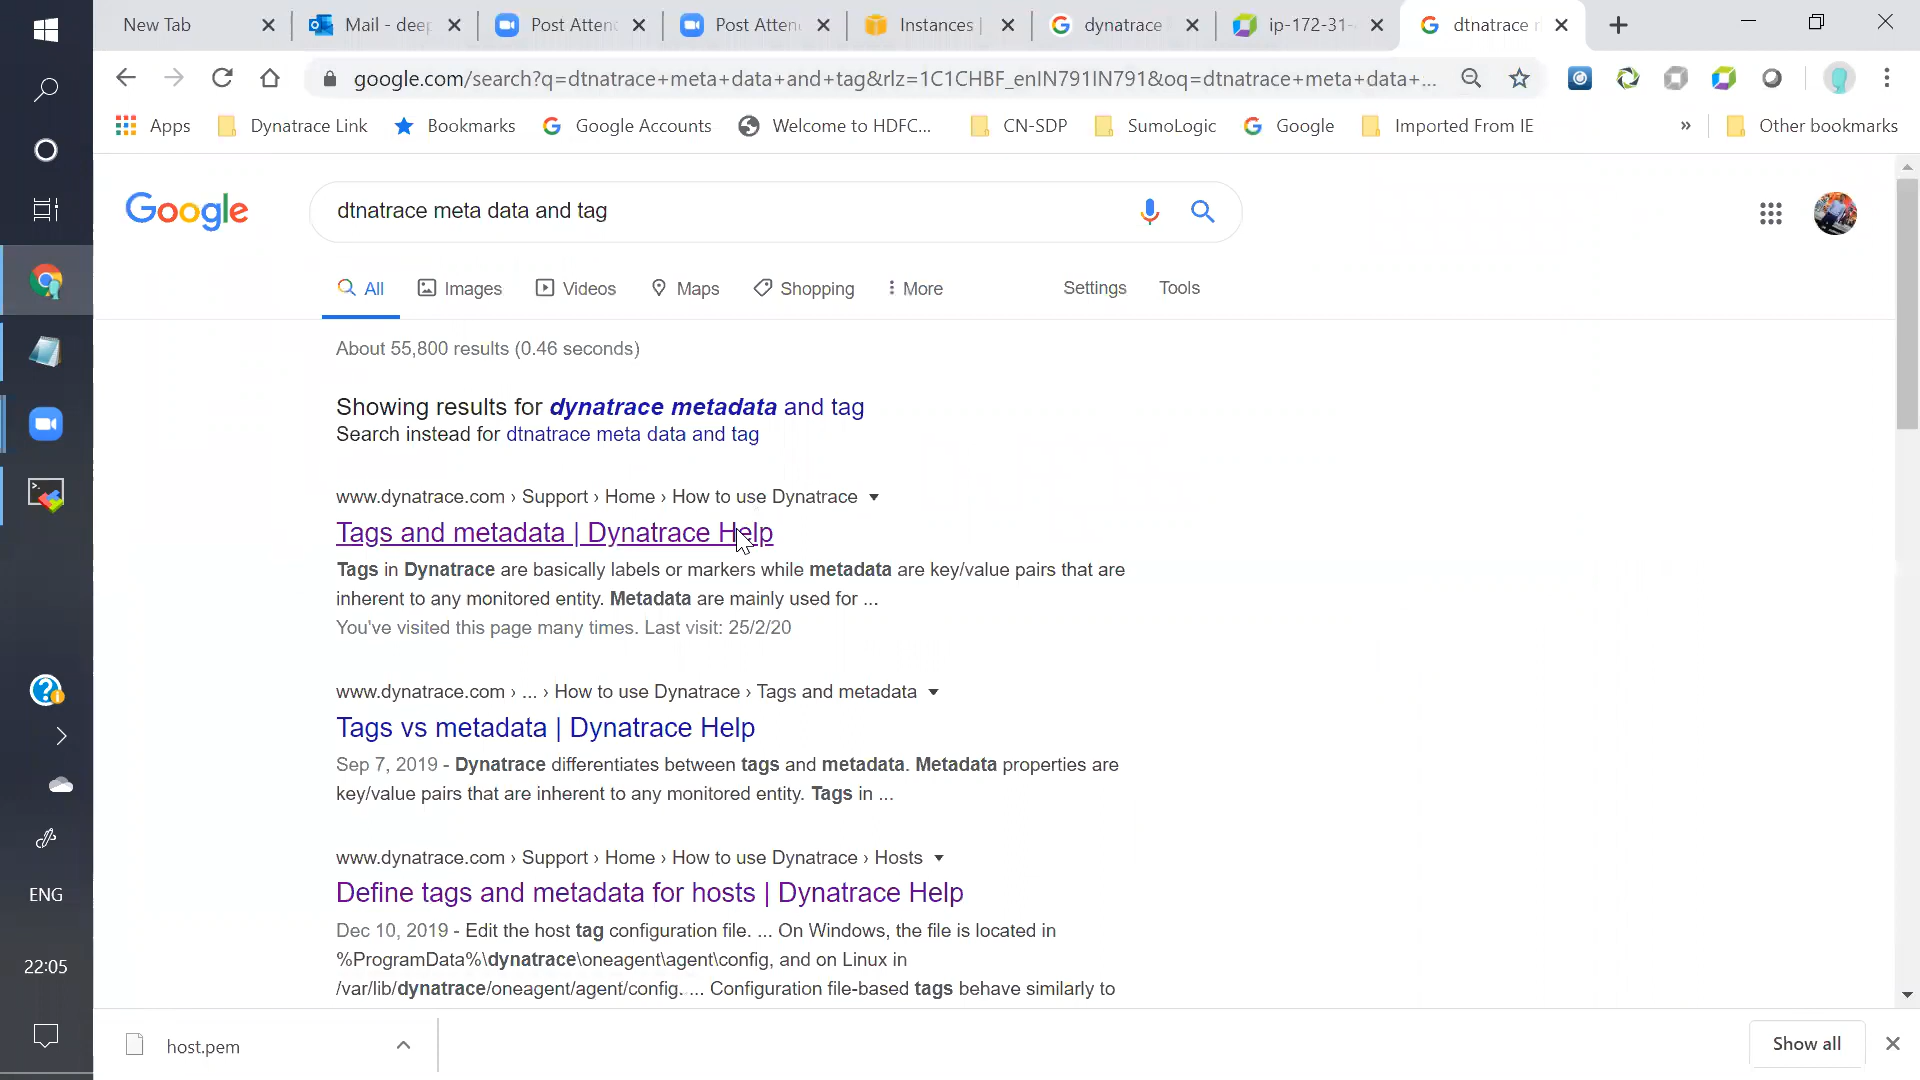 New Tab
Mail - deep
Post Attend
Post Attend
Instances |
dynatrace
ip-172-31-
dtnatrace
google.com/search?q=dtnatrace+meta+data+and+tag&rlz=1C1CHBF_enIN791IN791&oq=dtnatrace+meta+data+...
Apps
Dynatrace Link
Bookmarks
Google Accounts
Welcome to HDFC...
CN-SDP
SumoLogic
Google
Imported From IE
»
Other bookmarks
Google
dtnatrace meta data and tag
All
Images
Videos
Maps
Shopping
More
Settings
Tools
About 55,800 results (0.46 seconds)
Showing results for dynatrace metadata and tag
Search instead for dtnatrace meta data and tag
www.dynatrace.com › Support › Home › How to use Dynatrace
Tags and metadata | Dynatrace Help
Tags in Dynatrace are basically labels or markers while metadata are key/value pairs that are
inherent to any monitored entity. Metadata are mainly used for ...
You've visited this page many times. Last visit: 25/2/20
www.dynatrace.com › ... › How to use Dynatrace › Tags and metadata
Tags vs metadata | Dynatrace Help
Sep 7, 2019 - Dynatrace differentiates between tags and metadata. Metadata properties are
key/value pairs that are inherent to any monitored entity. Tags in ...
www.dynatrace.com › Support › Home › How to use Dynatrace › Hosts
Define tags and metadata for hosts | Dynatrace Help
Dec 10, 2019 - Edit the host tag configuration file. ... On Windows, the file is located in
%ProgramData%\dynatrace\oneagent\agent\config, and on Linux in
/var/lib/dynatrace/oneagent/agent/config. ... Configuration file-based tags behave similarly to
ENG
22:05
host.pem
Show all